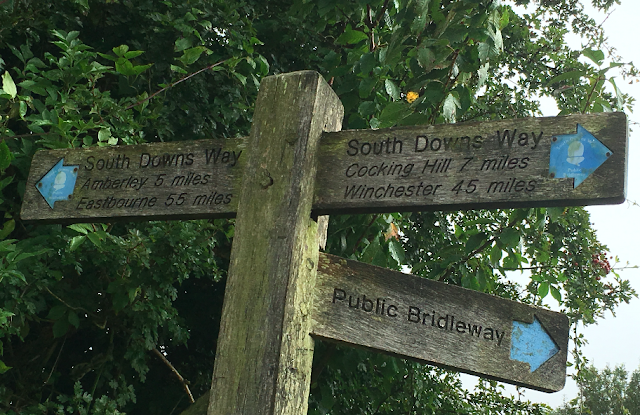 South Downs Way
Amberley 5 miles
Eastbourne 55 miles
South Downs Way
Cocking Hill 7 miles
Winchester 45 miles
Public Bridleway